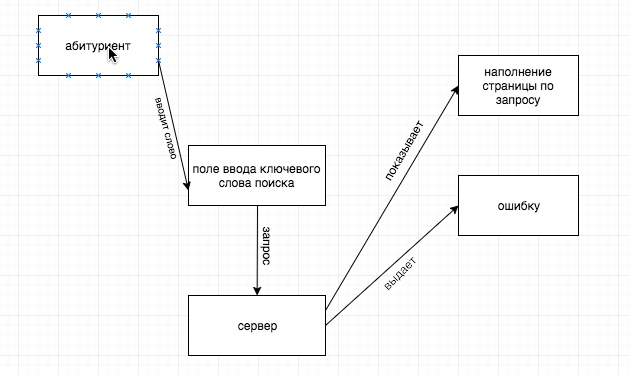 абитуриент
вводит слово
поле ввода ключевого
слова поиска
запрос
сервер
показывает
наполнение
страницы по
запросу
выдает
ошибку